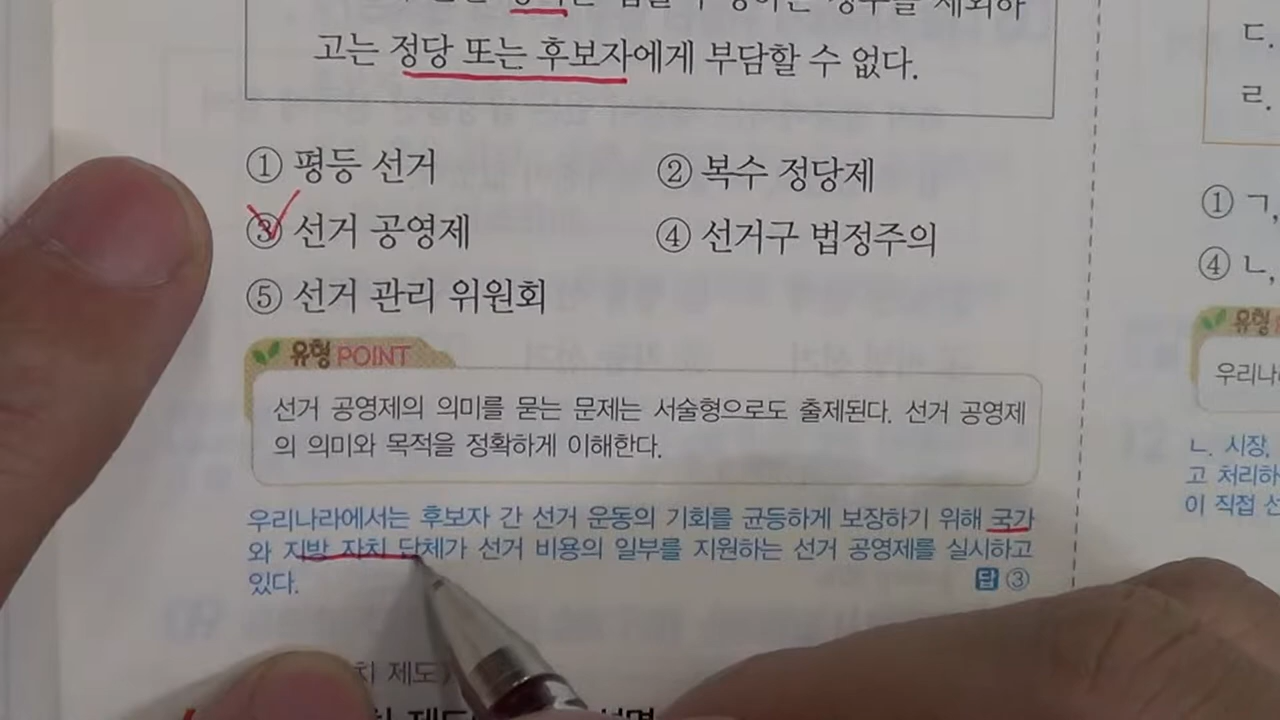 고는 정당 또는 후보자에게 부담할 수 없다.
① 평등 선거
② 복수 정당제
③ 선거 공영제
④ 선거구 법정주의
⑤ 선거 관리 위원회
유형 POINT
선거 공영제의 의미를 묻는 문제는 서술형으로도 출제된다. 선거 공영제
의 의미와 목적을 정확하게 이해한다.
우리나라에서는 후보자 간 선거 운동의 기회를 균등하게 보장하기 위해 국가
와 지방 자치 단체가 선거 비용의 일부를 지원하는 선거 공영제를 실시하고
있다.
답 ③
제도
ㄷ.
ㄹ.
① ㄱ,
④ ㄴ,
유형
ㄴ. 시장,
고 처리하
이 직접 선